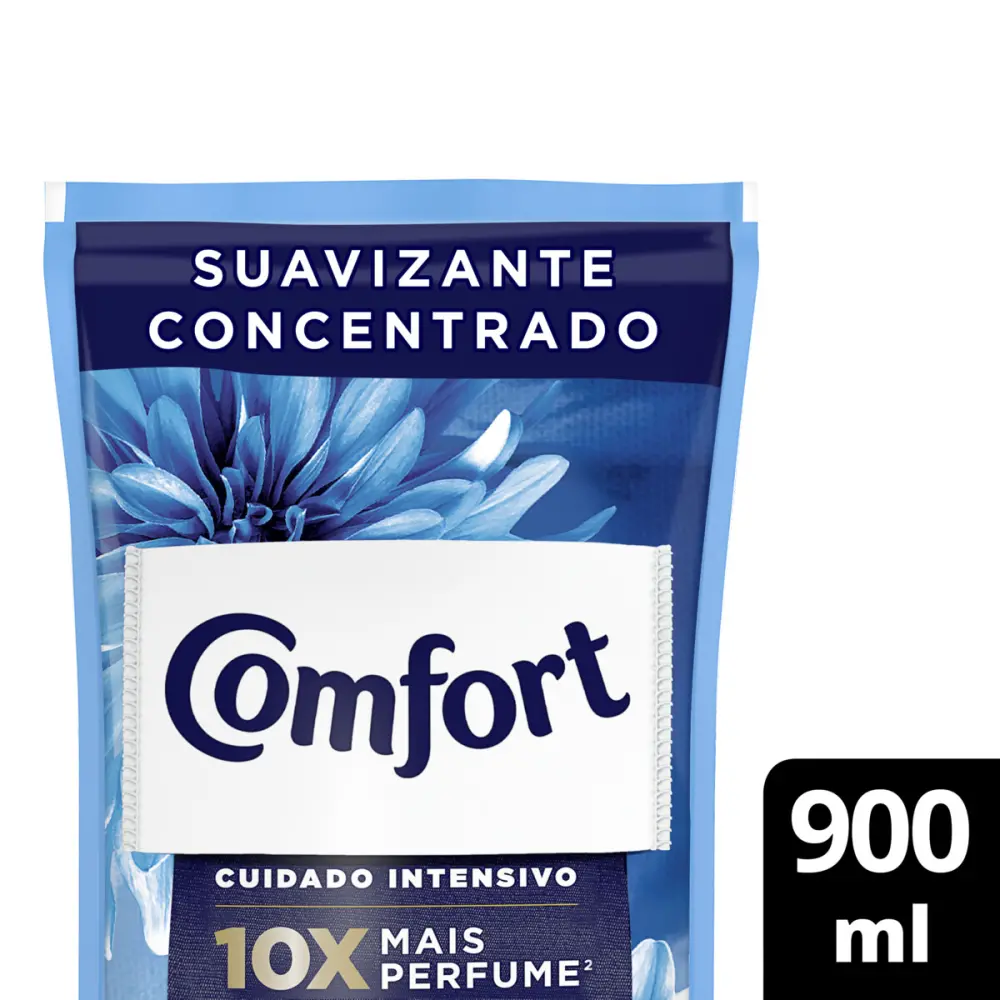 SUAVIZANTE
CONCENTRADO
Comfort
CUIDADO INTENSIVO
10X MAIS
PERFUME²
900
ml